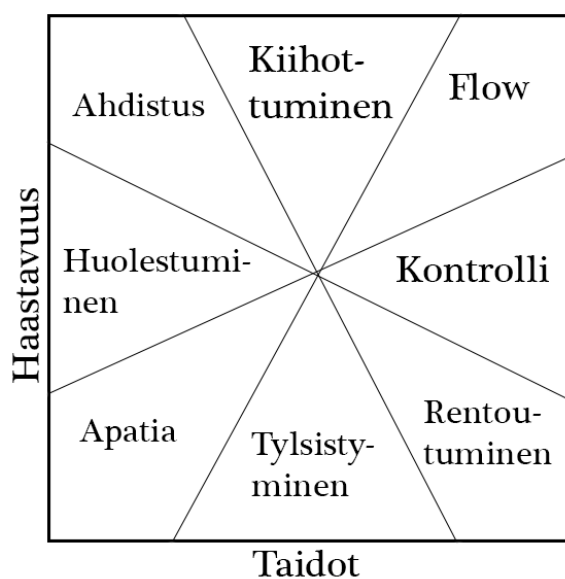 Kiihot-
tuminen
Flow
Ahdistus
Haastavuus
Huolestumi-
nen
Kontrolli
Apatia
Tylsisty-
minen
Rentou-
tuminen
Taidot